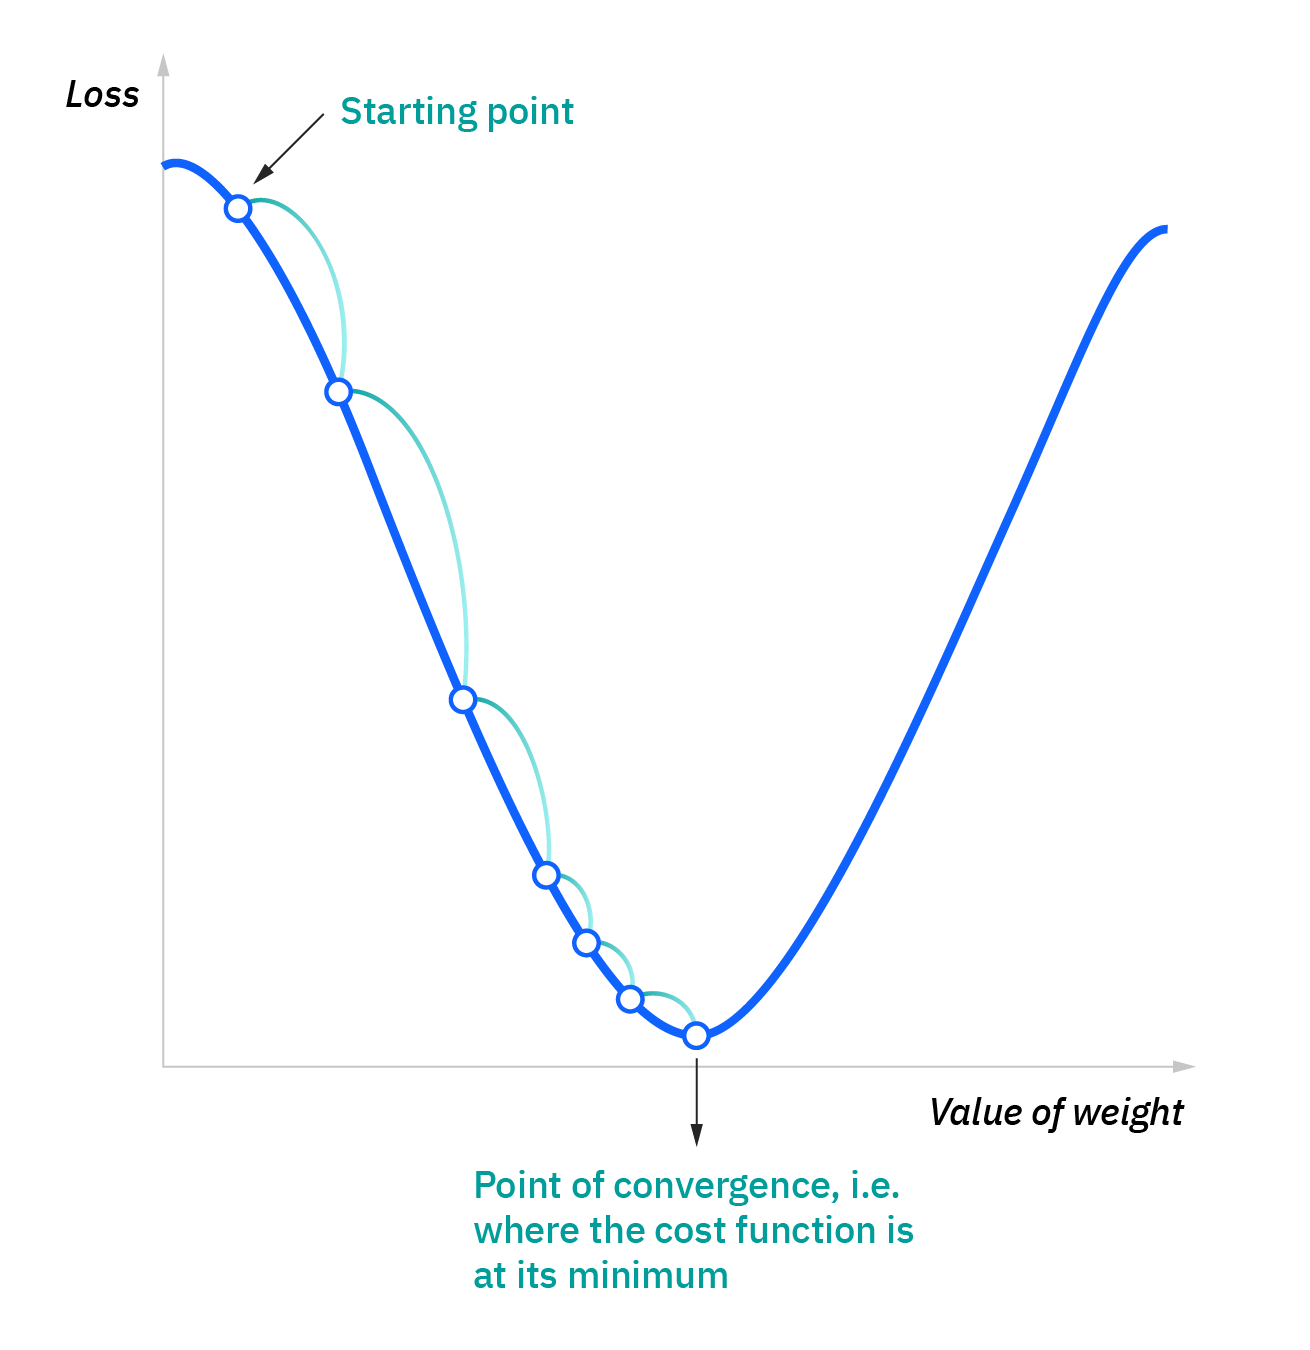 Loss
Starting point
Value of weight
Point of convergence, i.e.
where the cost function is
at its minimum